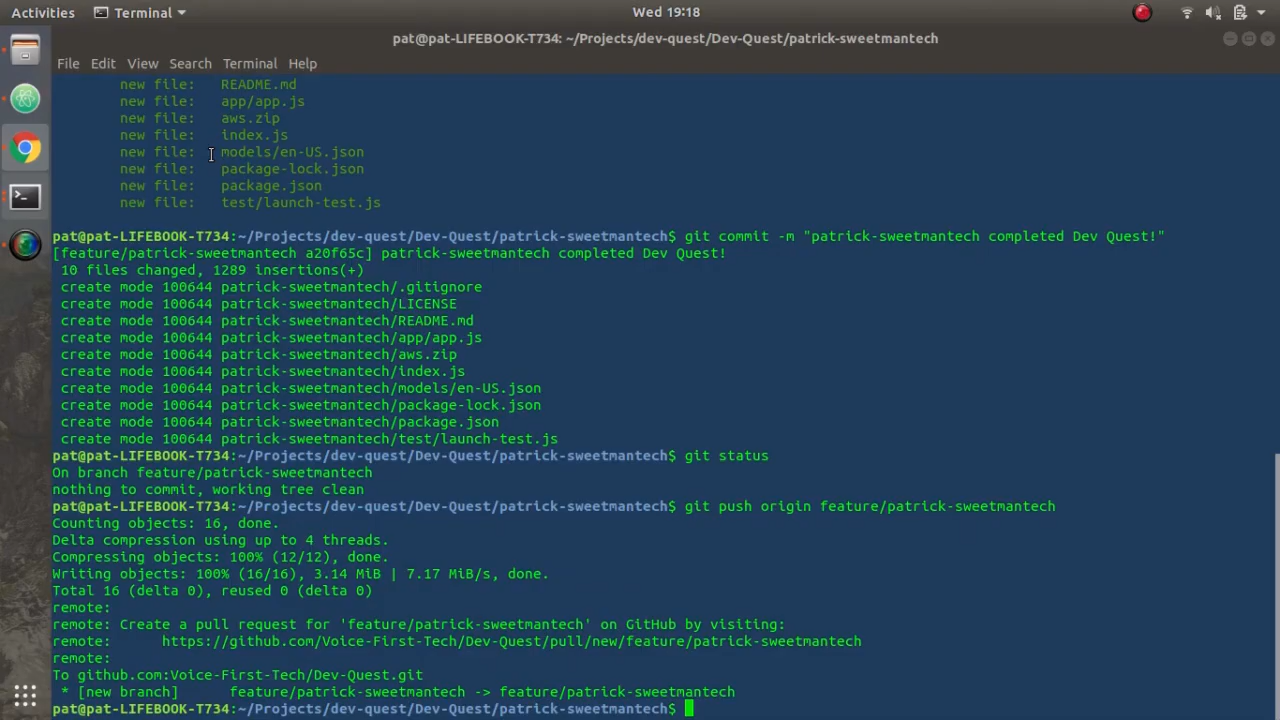 Activities Terminal Wed 19:18
pat@pat-LIFEBOOK-T734: ~/Projects/dev-quest/Dev-Quest/patrick-sweetmantech
File Edit View Search Terminal Help
new file: README.md
new file: app/app.js
new file: aws.zip
new file: index.js
new file: models/en-US.json
new file: package-lock.json
new file: package.json
new file: test/launch-test.js
pat@pat-LIFEBOOK-T734:~/Projects/dev-quest/Dev-Quest/patrick-sweetmantech$ git commit -m "patrick-sweetmantech completed Dev Quest!"
[feature/patrick-sweetmantech a20f65c] patrick-sweetmantech completed Dev Quest!
10 files changed, 1289 insertions(+)
create mode 100644 patrick-sweetmantech/.gitignore
create mode 100644 patrick-sweetmantech/LICENSE
create mode 100644 patrick-sweetmantech/README.md
create mode 100644 patrick-sweetmantech/app/app.js
create mode 100644 patrick-sweetmantech/aws.zip
create mode 100644 patrick-sweetmantech/index.js
create mode 100644 patrick-sweetmantech/models/en-US.json
create mode 100644 patrick-sweetmantech/package-lock.json
create mode 100644 patrick-sweetmantech/package.json
create mode 100644 patrick-sweetmantech/test/launch-test.js
pat@pat-LIFEBOOK-T734:~/Projects/dev-quest/Dev-Quest/patrick-sweetmantech$ git status
On branch feature/patrick-sweetmantech
nothing to commit, working tree clean
pat@pat-LIFEBOOK-T734:~/Projects/dev-quest/Dev-Quest/patrick-sweetmantech$ git push origin feature/patrick-sweetmantech
Counting objects: 16, done.
Delta compression using up to 4 threads.
Compressing objects: 100% (12/12), done.
Writing objects: 100% (16/16), 3.14 MiB | 7.17 MiB/s, done.
Total 16 (delta 0), reused 0 (delta 0)
remote:
remote: Create a pull request for 'feature/patrick-sweetmantech' on GitHub by visiting:
remote: https://github.com/Voice-First-Tech/Dev-Quest/pull/new/feature/patrick-sweetmantech
remote:
To github.com:Voice-First-Tech/Dev-Quest.git
* [new branch] feature/patrick-sweetmantech -> feature/patrick-sweetmantech
pat@pat-LIFEBOOK-T734:~/Projects/dev-quest/Dev-Quest/patrick-sweetmantech$